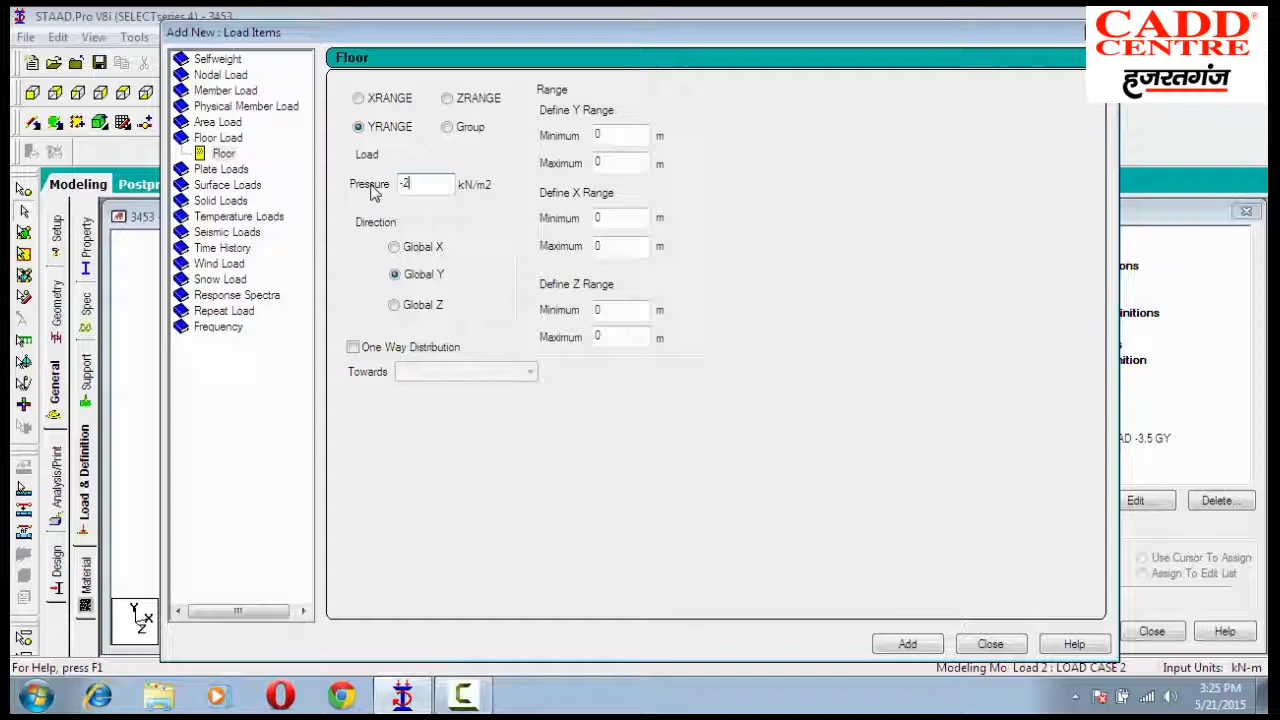 STAAD.Pro V8i (SELECTseries 4) - 3453
File Edit View Tools
Add New : Load Items
CADD
CENTRE
हजरतगंज
Selfweight
Nodal Load
Member Load
Physical Member Load
Area Load
Floor Load
Floor
Plate Loads
Surface Loads
Solid Loads
Temperature Loads
Seismic Loads
Time History
Wind Load
Snow Load
Response Spectra
Repeat Load
Frequency
Floor
XRANGE ZRANGE
YRANGE Group
Load
Pressure -2 kN/m2
Direction
Global X
Global Y
Global Z
One Way Distribution
Towards
Range
Define Y Range
Minimum 0 m
Maximum 0 m
Define X Range
Minimum 0 m
Maximum 0 m
Define Z Range
Minimum 0 m
Maximum 0 m
Add Close Help
Modeling Postpro
3453 -
Setup
Geometry
General
Analysis/Print
Design
Property
Spec
Support
Load & Definition
Material
Y
X
Z
ons
initions
nition
AD -3.5 GY
Edit Delete...
Use Cursor To Assign
Assign To Edit List
Close Help
For Help, press F1
Modeling Mo Load 2 : LOAD CASE 2 Input Units: kN-m
3:25 PM
5/21/2015